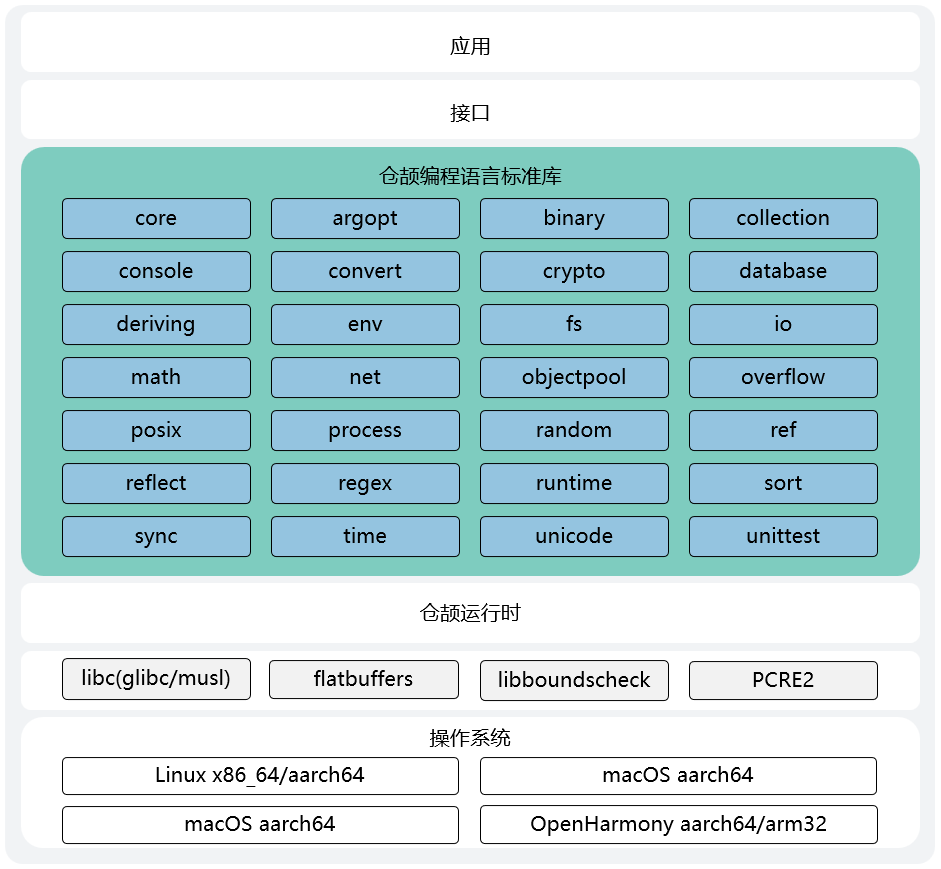 应用
接口
仓颉编程语言标准库
core argopt binary collection
console convert crypto database
deriving env fs io
math net objectpool overflow
posix process random ref
reflect regex runtime sort
sync time unicode unittest
仓颉运行时
libc(glibc/musl) flatbuffers libboundscheck PCRE2
操作系统
Linux x86_64/aarch64 macOS aarch64
macOS aarch64 OpenHarmony aarch64/arm32